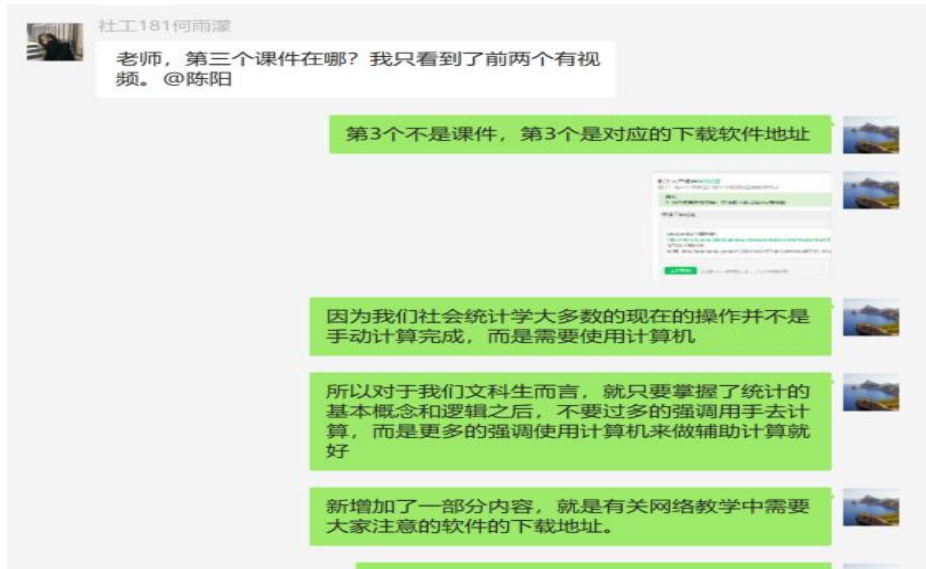 社工181何雨濛
老师，第三个课件在哪？我只看到了前两个有视
频。@陈阳
第3个不是课件，第3个是对应的下载软件地址
因为我们社会统计学大多数的现在的操作并不是
手动计算完成，而是需要使用计算机
所以对于我们文科生而言，就只要掌握了统计的
基本概念和逻辑之后，不要过多的强调用手去计
算，而是更多的强调使用计算机来做辅助计算就
好
新增加了一部分内容，就是有关网络教学中需要
大家注意的软件的下载地址。